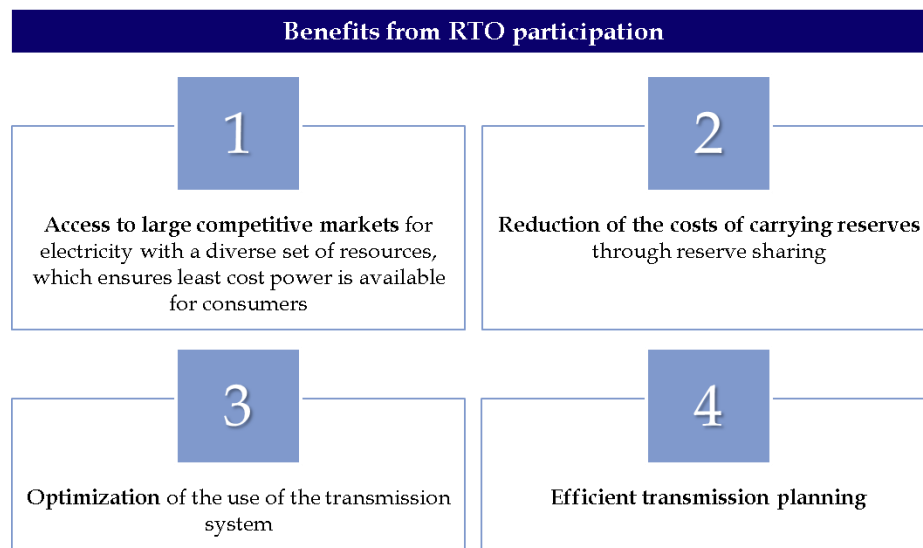 Benefits from RTO participation
1
Access to large competitive markets for
electricity with a diverse set of resources,
which ensures least cost power is available
for consumers
2
Reduction of the costs of carrying reserves
through reserve sharing
3
Optimization of the use of the transmission
system
4
Efficient transmission planning